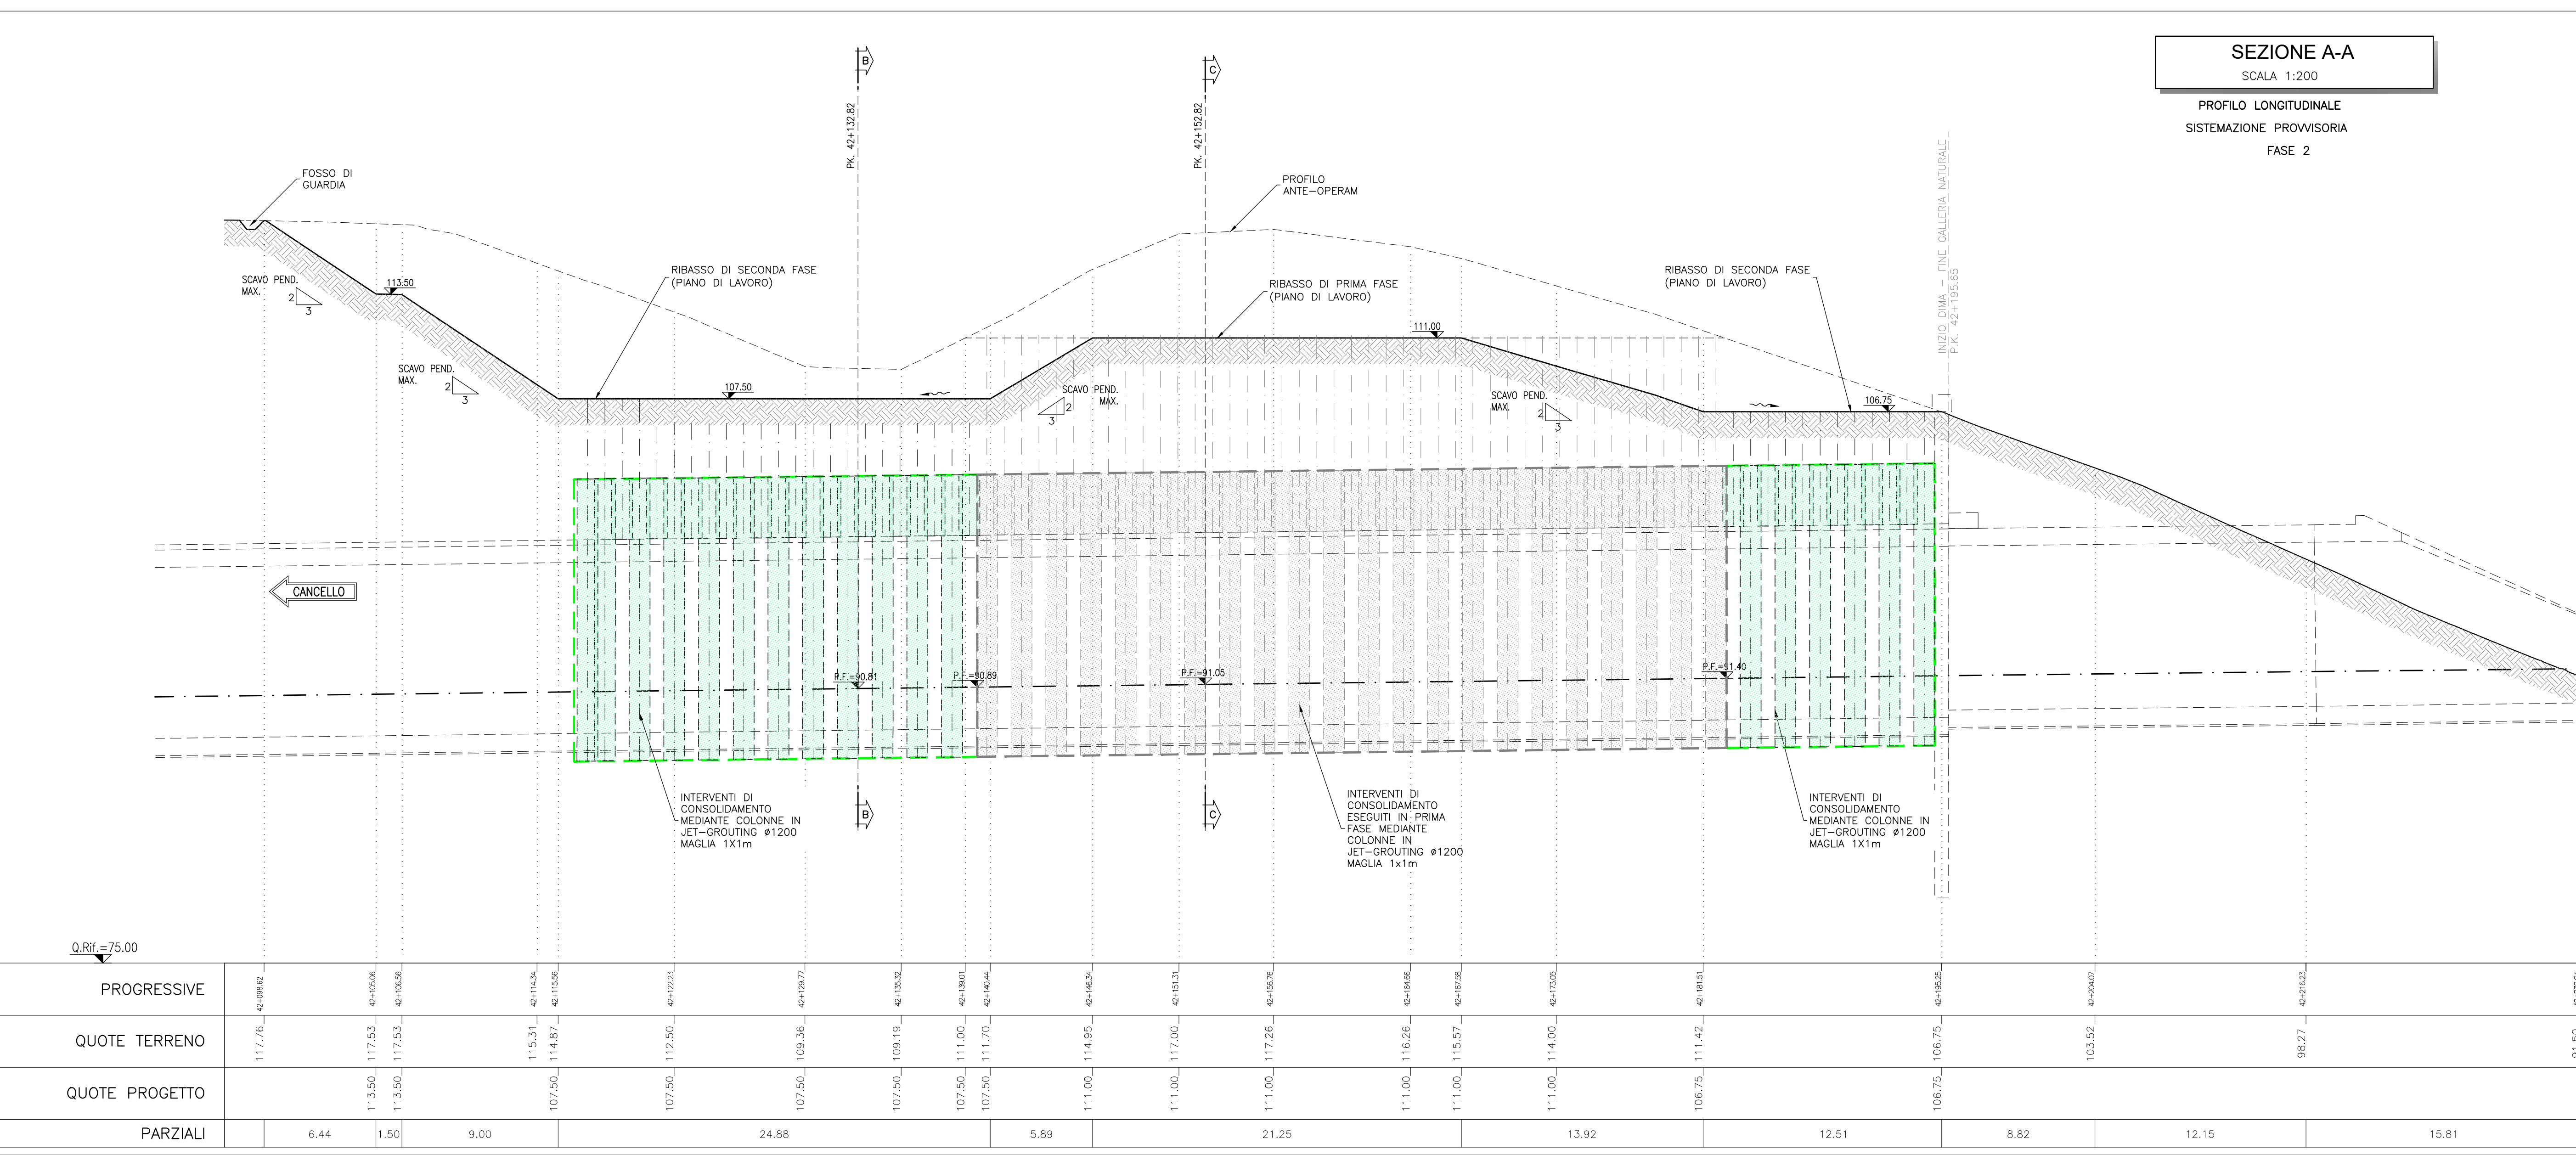 SEZIONE A-A
SCALA 1:200
PROFILO LONGITUDINALE
SISTEMAZIONE PROVVISORIA
FASE 2
B
C
PK. 42+132.82
PK. 42+152.82
INIZIO DIMA – FINE GALLERIA NATURALE
P.K. 42+195.65
FOSSO DI
GUARDIA
PROFILO
ANTE-OPERAM
SCAVO PEND.
MAX.
2
3
113.50
RIBASSO DI SECONDA FASE
(PIANO DI LAVORO)
RIBASSO DI PRIMA FASE
(PIANO DI LAVORO)
RIBASSO DI SECONDA FASE
(PIANO DI LAVORO)
111.00
SCAVO PEND.
MAX.
2
3
107.50
SCAVO PEND.
MAX.
2
3
SCAVO PEND.
MAX.
2
3
106.75
CANCELLO
P.F.=90.81
P.F.=90.89
P.F.=91.05
P.F.=91.40
INTERVENTI DI
CONSOLIDAMENTO
MEDIANTE COLONNE IN
JET-GROUTING ø1200
MAGLIA 1X1m
B
C
INTERVENTI DI
CONSOLIDAMENTO
ESEGUITI IN PRIMA
FASE MEDIANTE
COLONNE IN
JET-GROUTING ø1200
MAGLIA 1x1m
INTERVENTI DI
CONSOLIDAMENTO
MEDIANTE COLONNE IN
JET-GROUTING ø1200
MAGLIA 1X1m
Q.Rif.=75.00
PROGRESSIVE 42+098.62 42+105.06 42+106.56 42+114.34 42+115.56 42+122.23 42+129.77 42+135.32 42+139.01 42+140.44 42+146.34 42+151.31 42+156.76 42+164.66 42+167.58 42+173.05 42+181.51 42+195.25 42+204.07 42+216.23
QUOTE TERRENO 117.76 117.53 117.53 115.31 114.87 112.50 109.36 109.19 111.00 111.70 114.95 117.00 117.26 116.26 115.57 114.00 111.42 106.75 103.52 98.27
QUOTE PROGETTO 113.50 113.50 107.50 107.50 107.50 107.50 107.50 107.50 111.00 111.00 111.00 111.00 111.00 111.00 106.75 106.75
PARZIALI 6.44 1.50 9.00 24.88 5.89 21.25 13.92 12.51 8.82 12.15 15.81